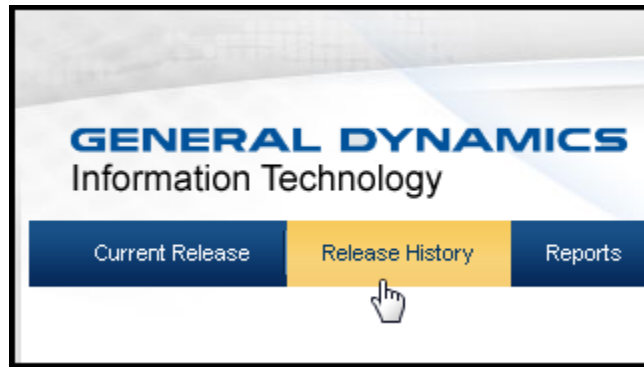 GENERAL DYNAMICS
Information Technology
Current Release Release History Reports